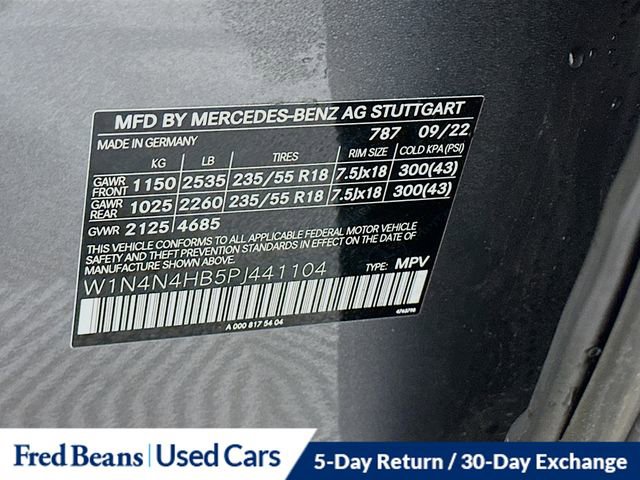 MFD BY MERCEDES-BENZ AG STUTTGART
787 09/22
MADE IN GERMANY
KG LB TIRES RIM SIZE COLD KPA (PSI)
GAWR FRONT 1150 2535 235/55 R18 7.5Jx18 300(43)
GAWR REAR 1025 2260 235/55 R18 7.5Jx18 300(43)
GVWR 2125 4685
THIS VEHICLE CONFORMS TO ALL APPLICABLE FEDERAL MOTOR VEHICLE
SAFETY AND THEFT PREVENTION STANDARDS IN EFFECT ON THE
DATE OF MANUFACTURE SHOWN ABOVE.
W1N4N4HB5PJ441104 TYPE: MPV
A 000 817 54 04
Fred Beans | Used Cars
5-Day Return / 30-Day Exchange